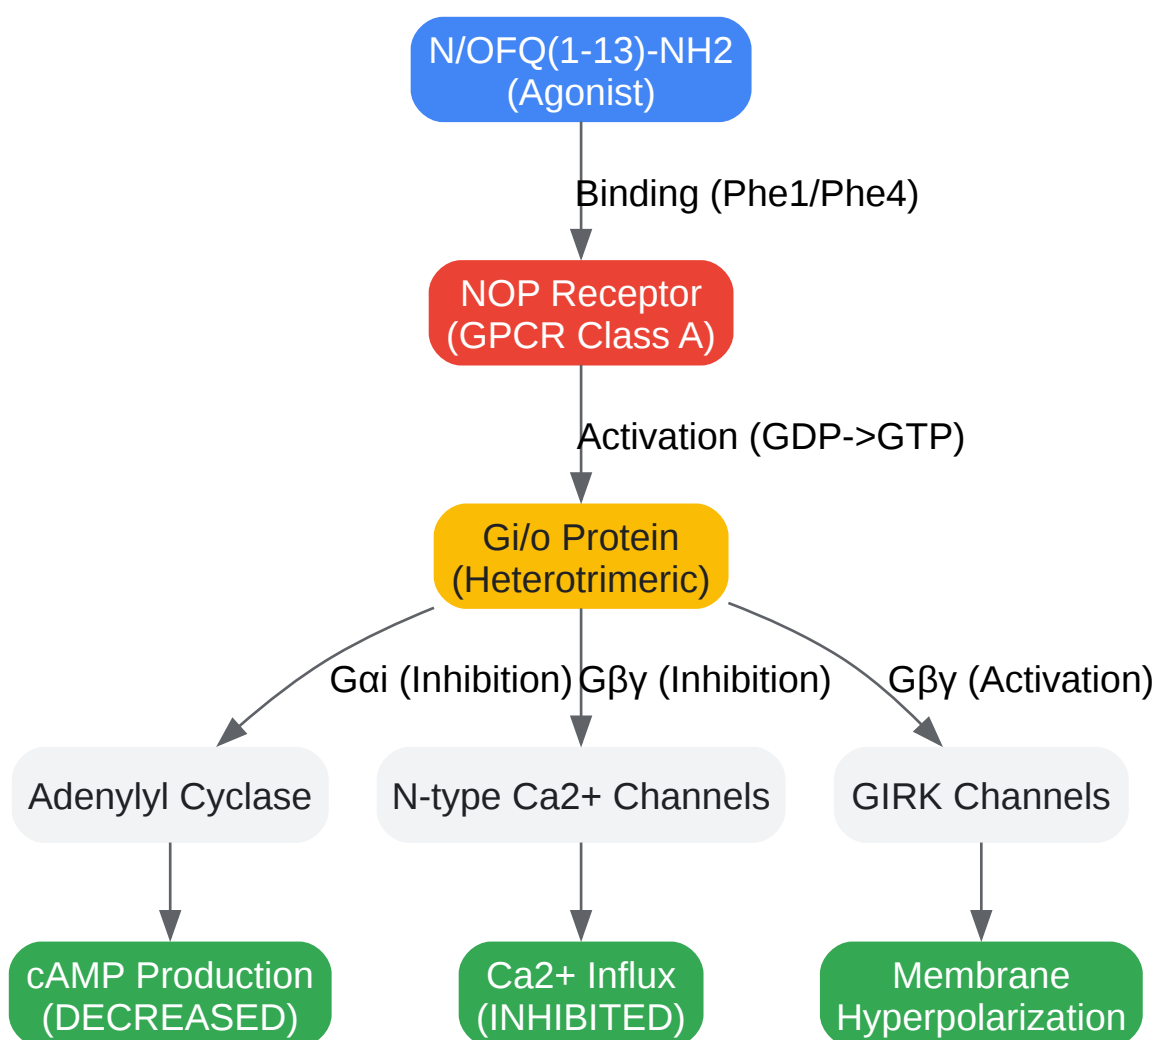 N/OFQ(1-13)-NH2
(Agonist)
Binding (Phe1/Phe4)
NOP Receptor
(GPCR Class A)
Activation (GDP->GTP)
Gi/o Protein
(Heterotrimeric)
Gαi (Inhibition)
Gβγ (Inhibition)
Gβγ (Activation)
Adenylyl Cyclase
N-type Ca2+ Channels
GIRK Channels
cAMP Production
(DECREASED)
Ca2+ Influx
(INHIBITED)
Membrane
Hyperpolarization